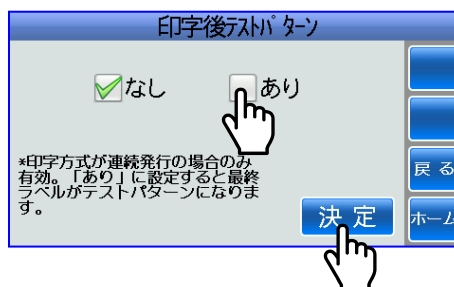 印字後テストパターン
なし
あり
*印字方式が連続発行の場合のみ
有効。「あり」に設定すると最終
ラベルがテストパターンになりま
す。
戻る
決定
ホーム